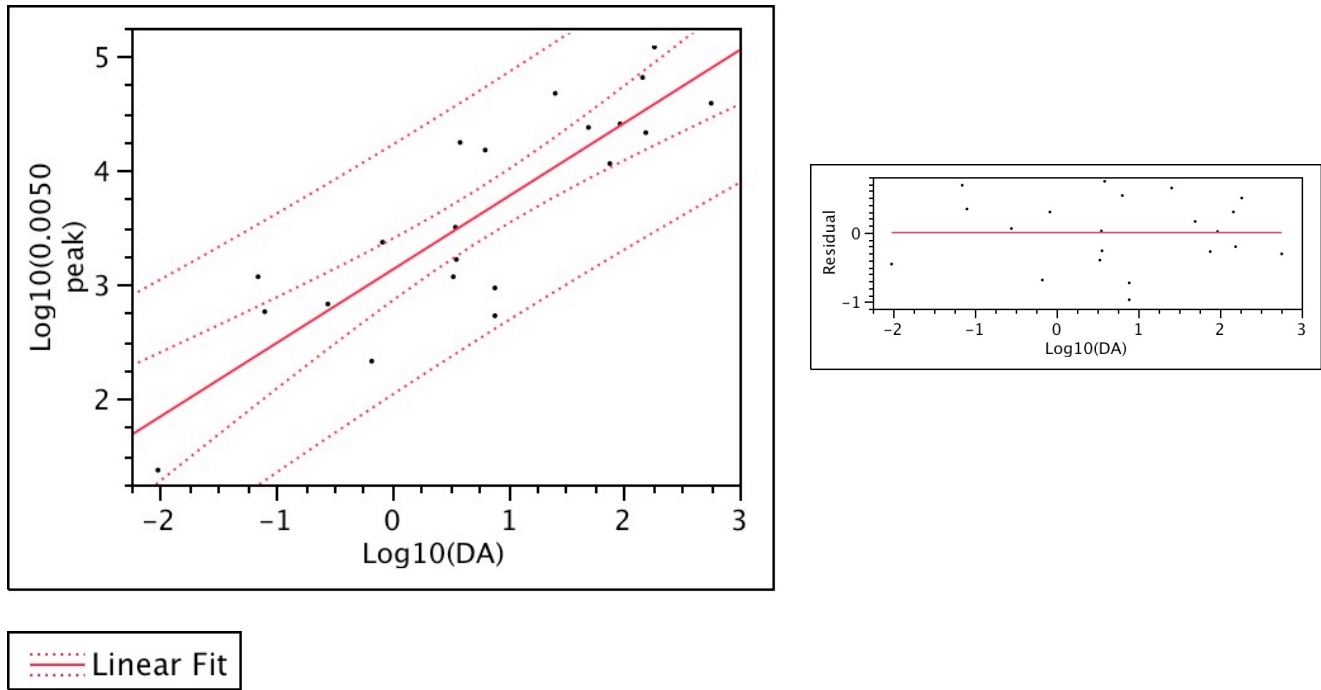 Log10(0.0050
peak)
5
4
3
2
−2 −1 0 1 2 3
Log10(DA)
Linear Fit
Residual
0
−1
−2 −1 0 1 2 3
Log10(DA)